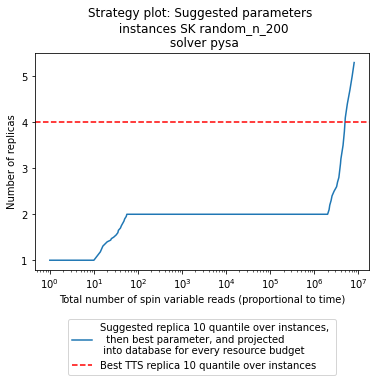 Strategy plot: Suggested parameters
instances SK random_n_200
solver pysa
Number of replicas
5
4
3
2
1
10^0 10^1 10^2 10^3 10^4 10^5 10^6 10^7
Total number of spin variable reads (proportional to time)
Suggested replica 10 quantile over instances,
then best parameter, and projected
into database for every resource budget
Best TTS replica 10 quantile over instances